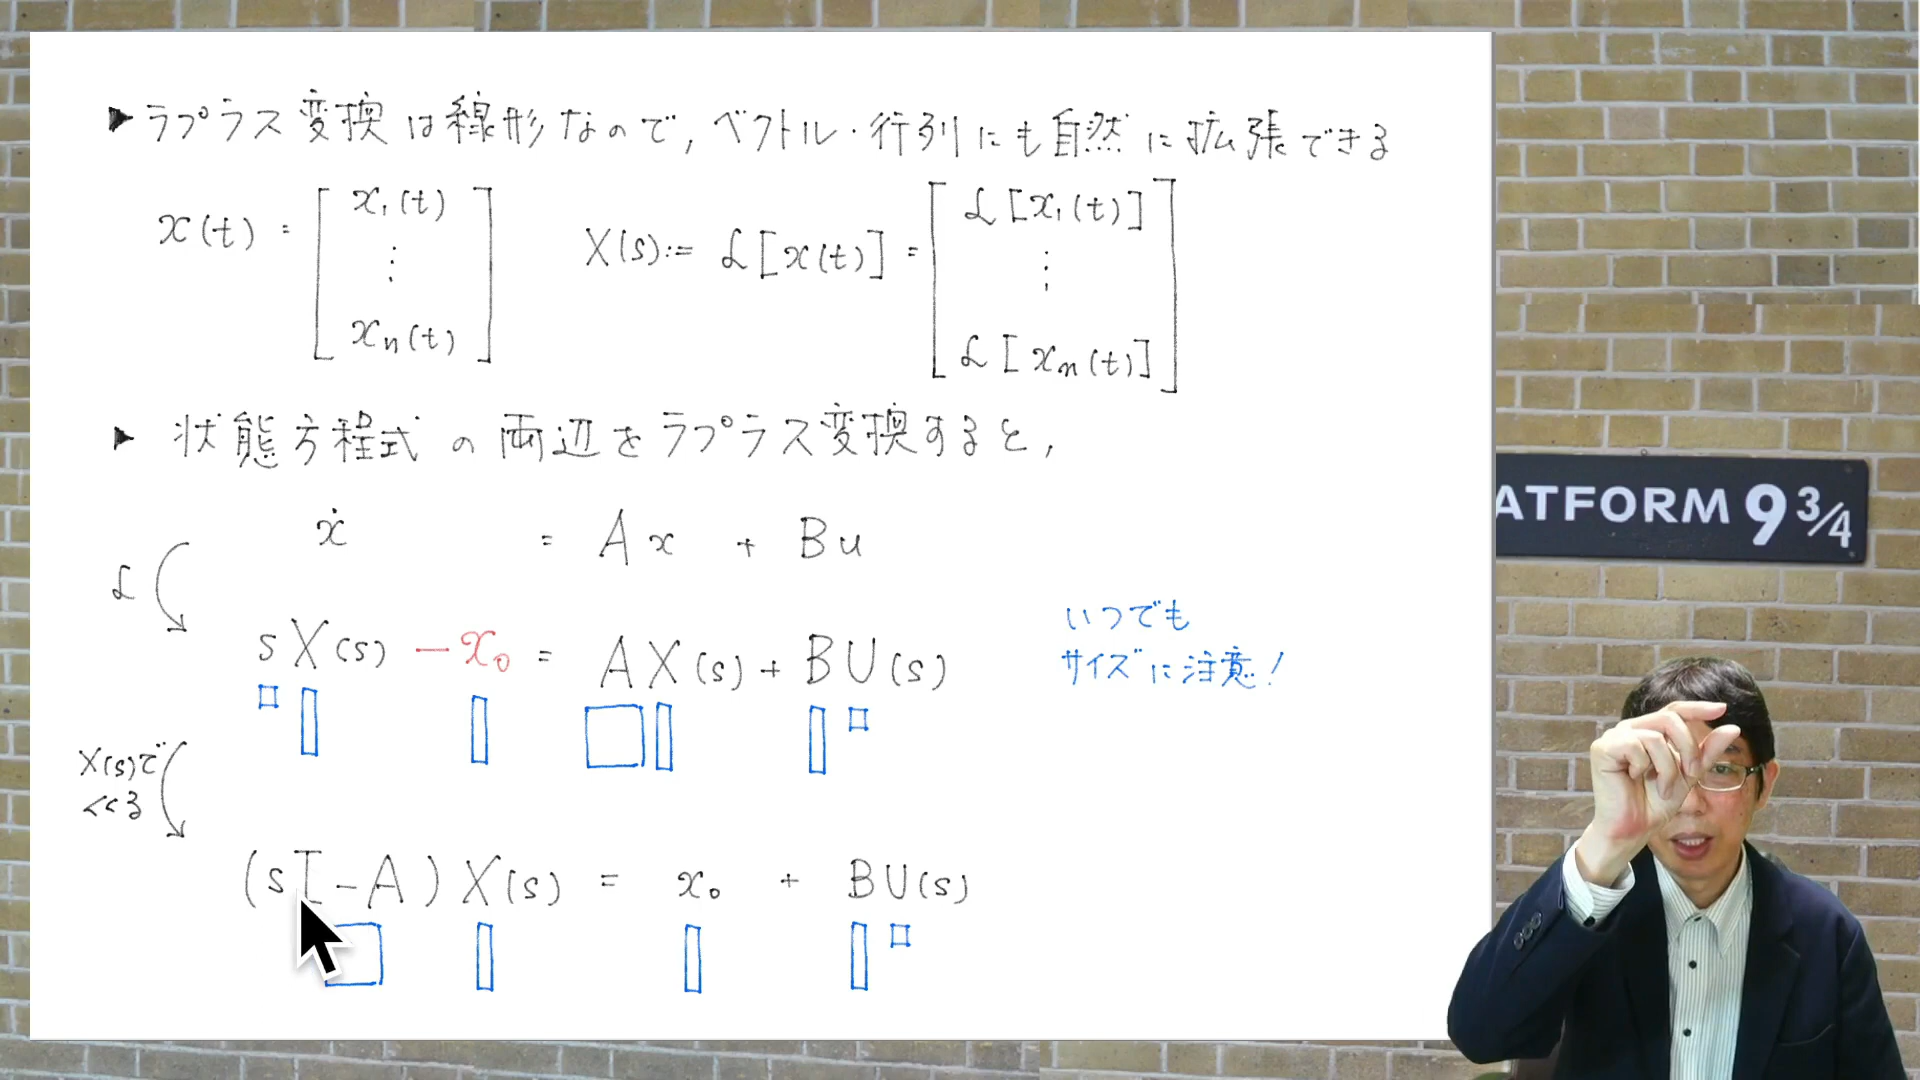 ▶ ラプラス変換は線形なので, ベクトル・行列にも自然に拡張できる
x(t) = [ x₁(t) ⋮ xₙ(t) ]  X(s) := ℒ[x(t)] = [ ℒ[x₁(t)] ⋮ ℒ[xₙ(t)] ]
▶ 状態方程式の両辺をラプラス変換すると,
ẋ = Ax + Bu
ℒ
sX(s) − x₀ = AX(s) + BU(s)
いつでも
サイズに注意!
X(s)で
くくる
(sI − A) X(s) = x₀ + BU(s)
ATFORM 9 3/4